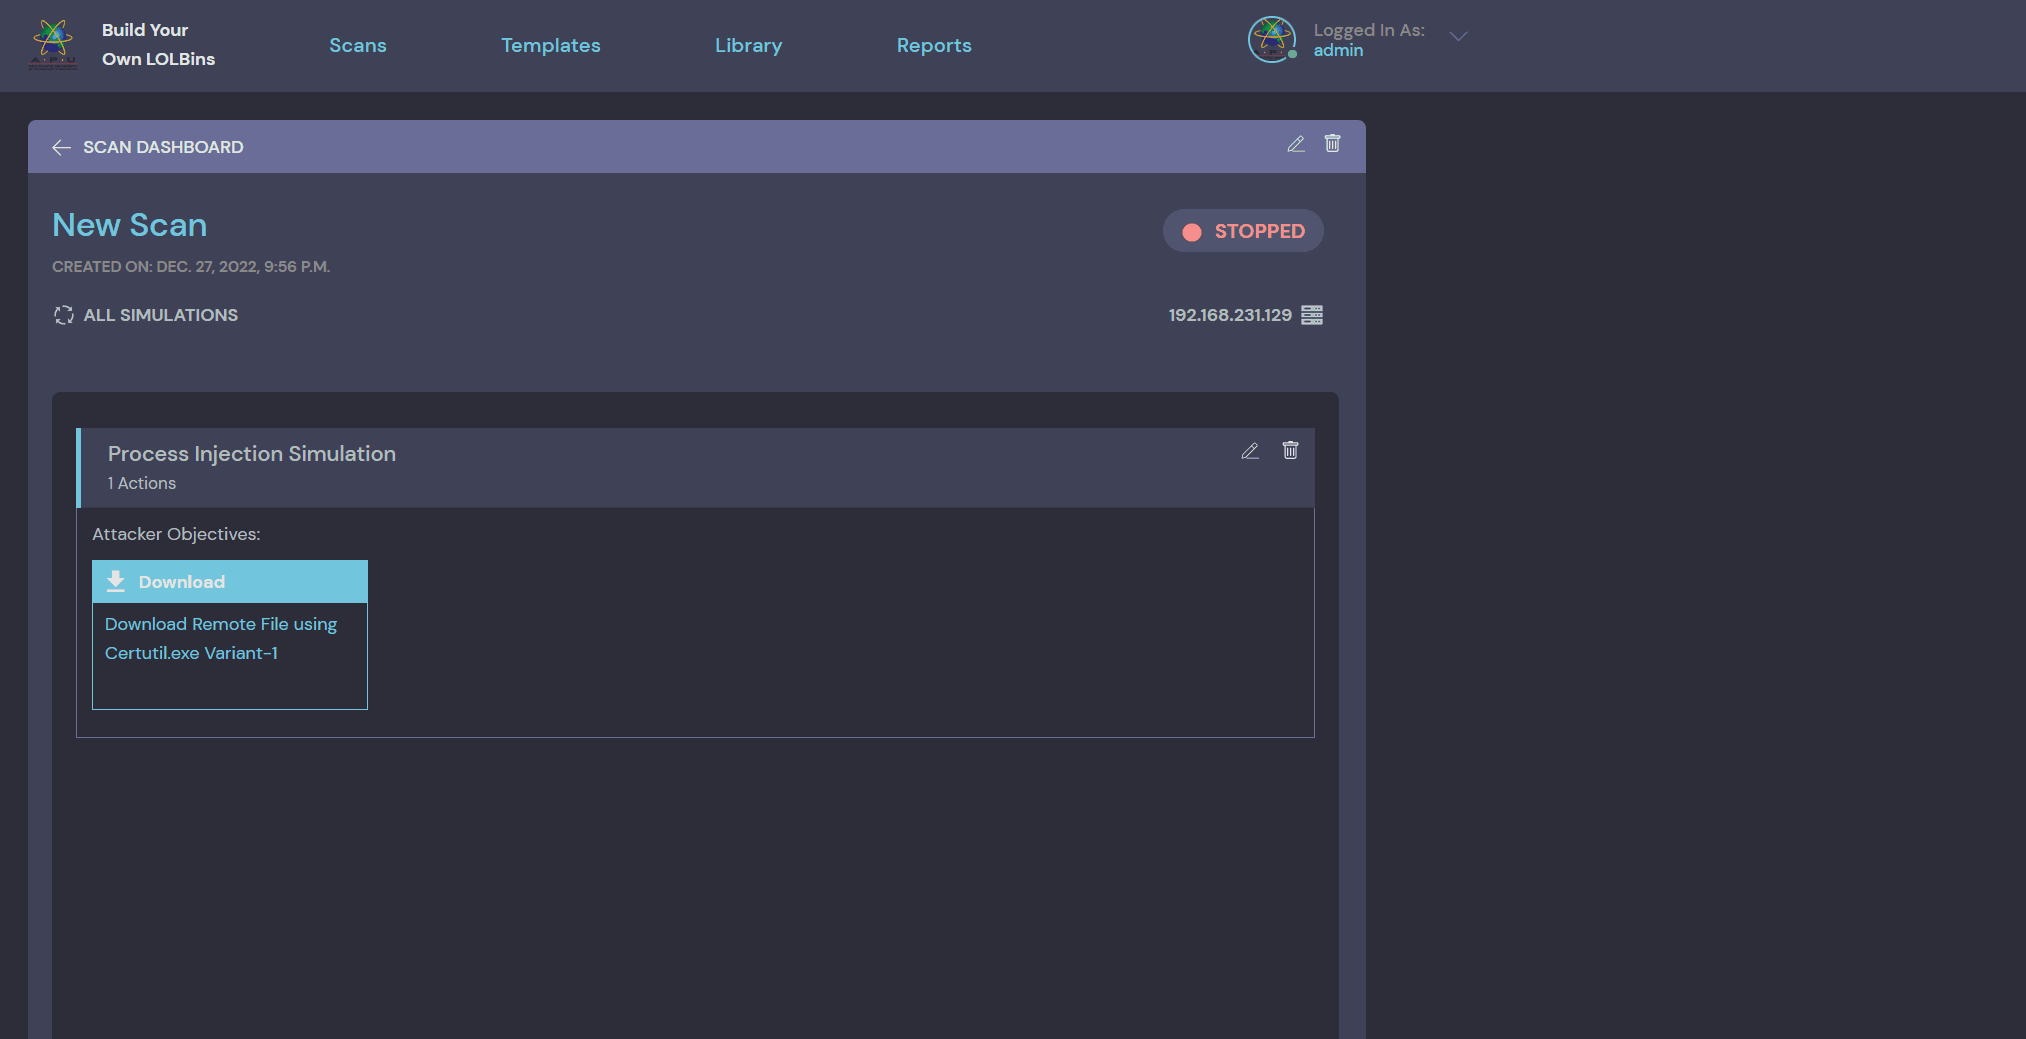 Build Your
Own LOLBins
Scans
Templates
Library
Reports
Logged In As:
admin
A • P • U
SCAN DASHBOARD
New Scan
STOPPED
CREATED ON: DEC. 27, 2022, 9:56 P.M.
ALL SIMULATIONS
192.168.231.129
Process Injection Simulation
1 Actions
Attacker Objectives:
Download
Download Remote File using
Certutil.exe Variant-1